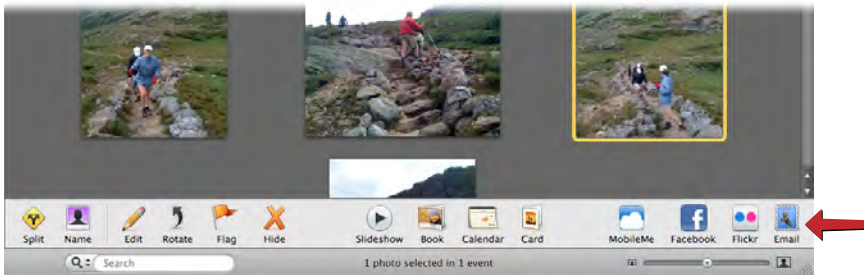 Split Name Edit Rotate Flag Hide Slideshow Book Calendar Card MobileMe Facebook Flickr Email
Search 1 photo selected in 1 event